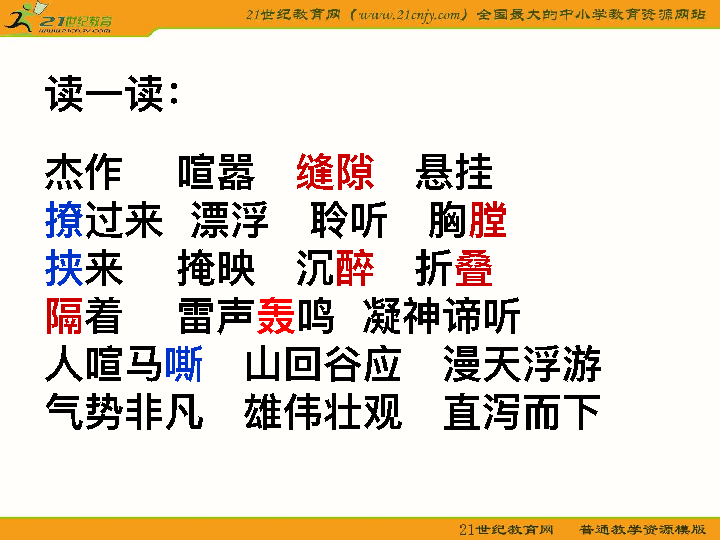 21世纪教育
21世纪教育网（www.21cnjy.com）全国最大的中小学教育资源网站
读一读：
杰作 喧嚣 缝隙 悬挂
撩过来 漂浮 聆听 胸膛
挟来 掩映 沉醉 折叠
隔着 雷声轰鸣 凝神谛听
人喧马嘶 山回谷应 漫天浮游
气势非凡 雄伟壮观 直泻而下
21世纪教育网 普通教学资源模版